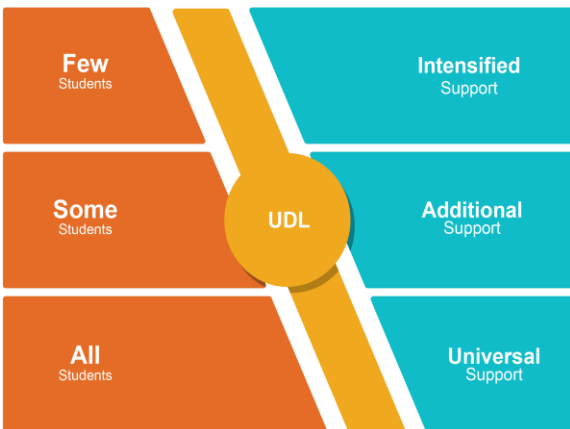 Few
Students
Intensified
Support
Some
Students
UDL
Additional
Support
All
Students
Universal
Support